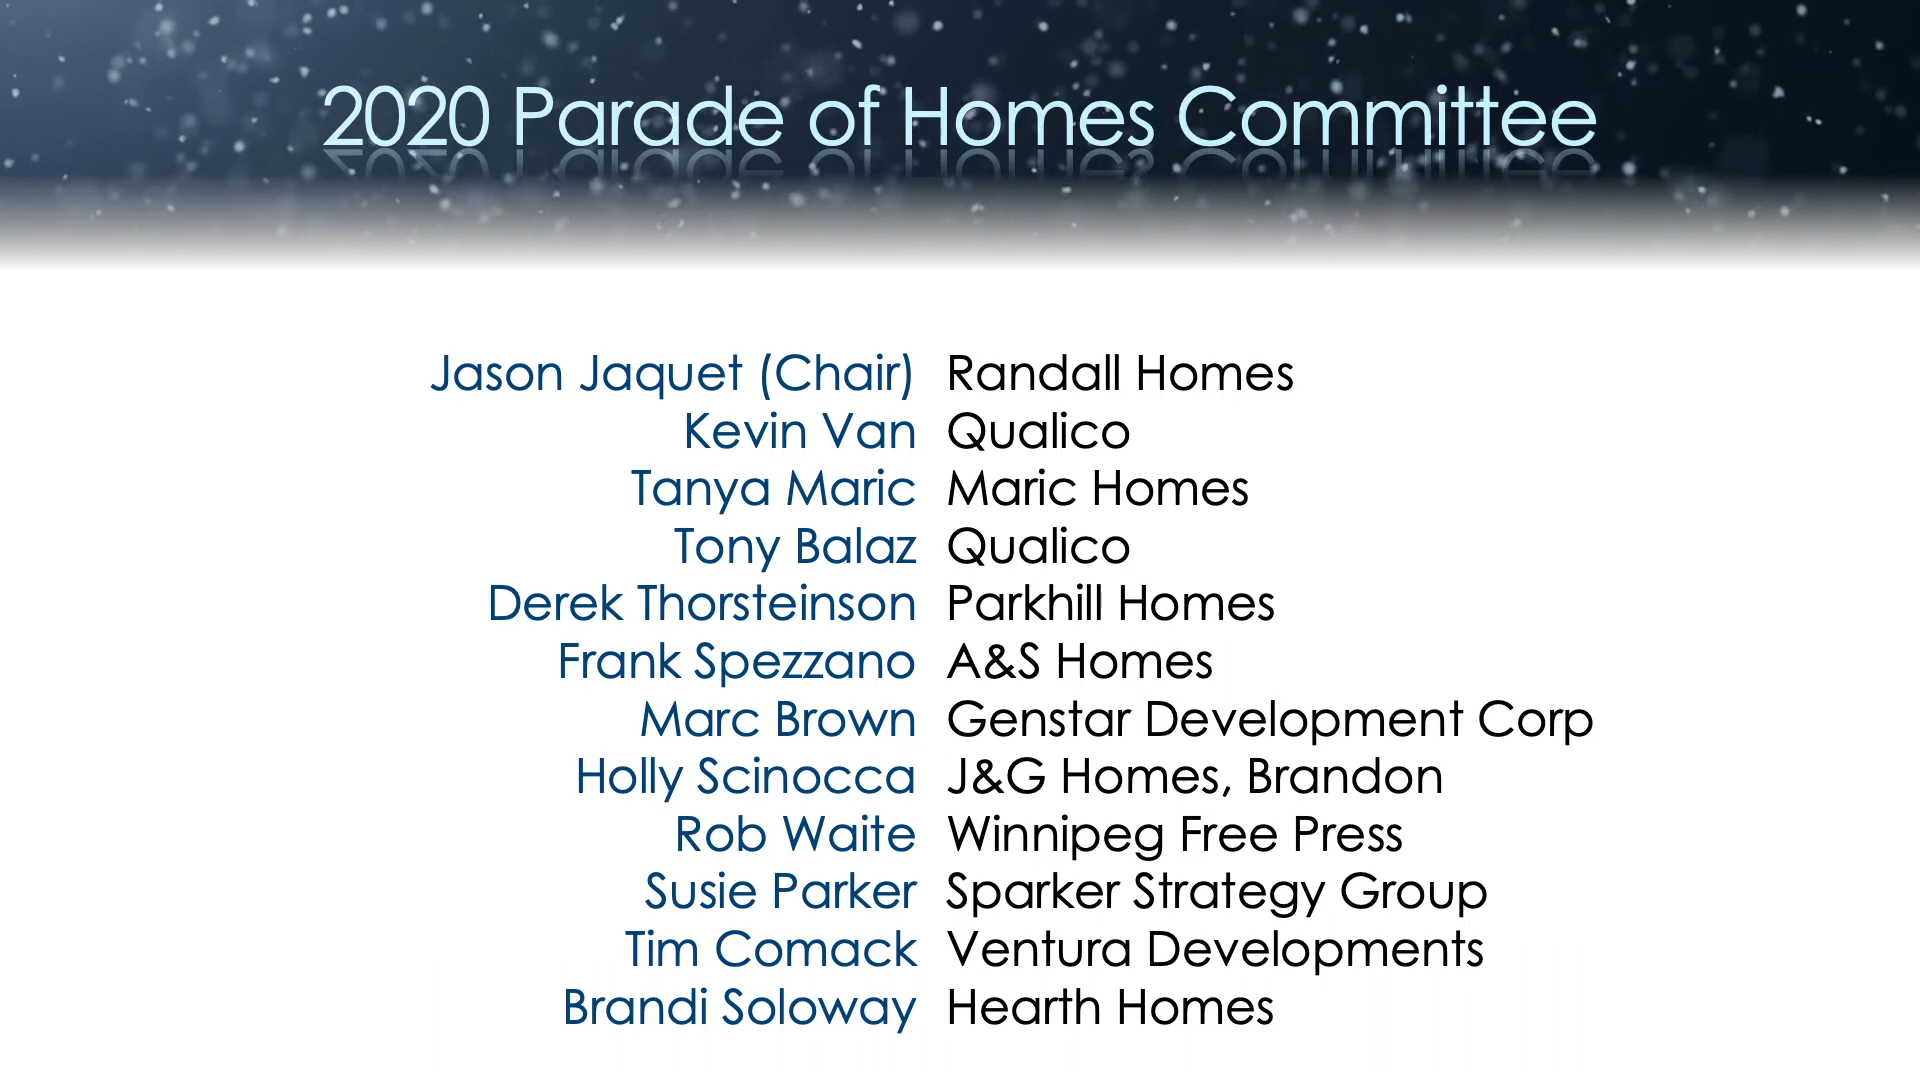 2020 Parade of Homes Committee
Jason Jaquet (Chair) Randall Homes
Kevin Van Qualico
Tanya Maric Maric Homes
Tony Balaz Qualico
Derek Thorsteinson Parkhill Homes
Frank Spezzano A&S Homes
Marc Brown Genstar Development Corp
Holly Scinocca J&G Homes, Brandon
Rob Waite Winnipeg Free Press
Susie Parker Sparker Strategy Group
Tim Comack Ventura Developments
Brandi Soloway Hearth Homes